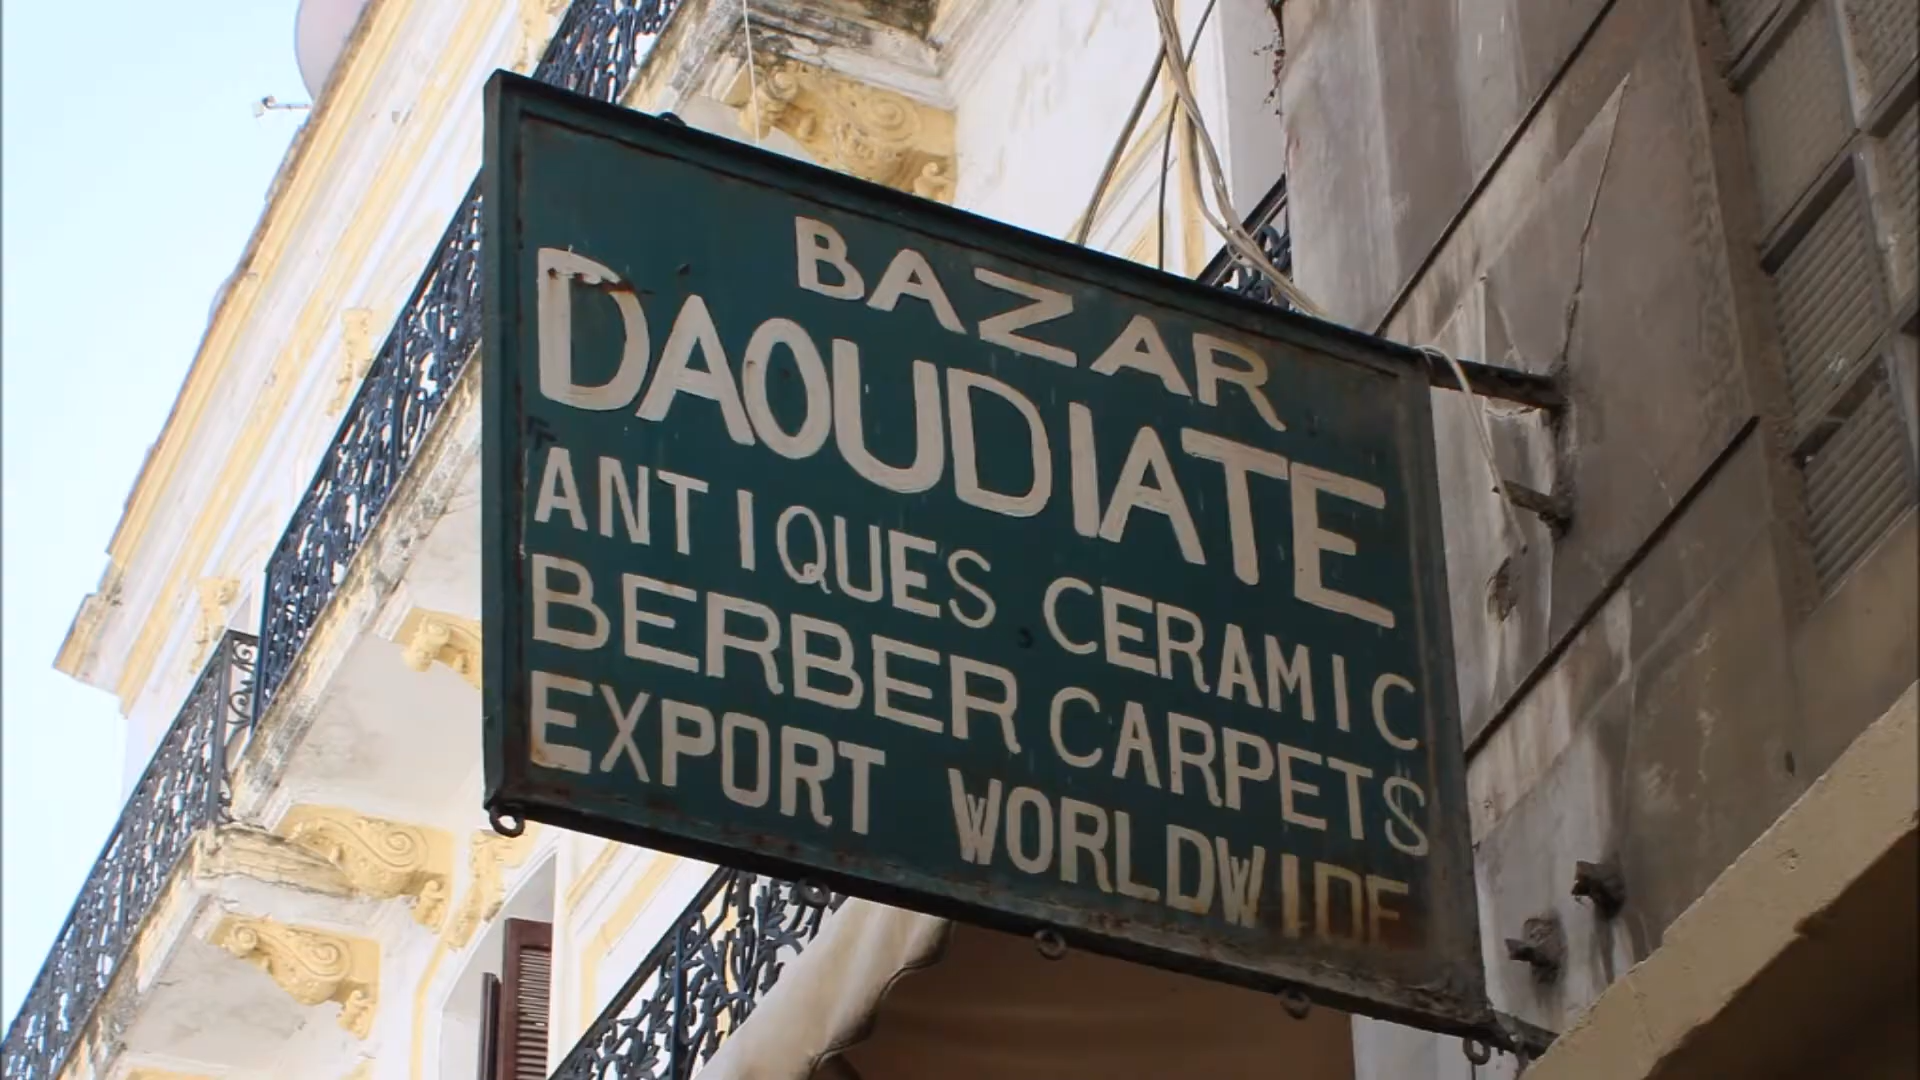 BAZAR
DAOUDIATE
ANTIQUES CERAMIC
BERBER CARPETS
EXPORT WORLDWIDE